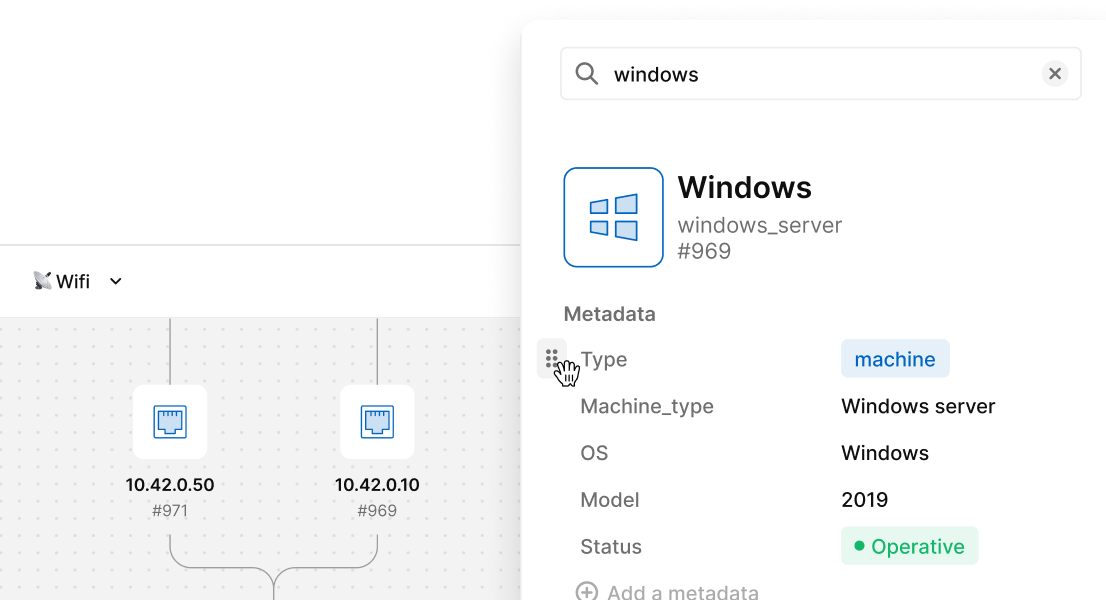 windows
Windows
windows_server
#969
Metadata
Type machine
Machine_type Windows server
OS Windows
Model 2019
Status Operative
Add a metadata
Wifi
10.42.0.50 10.42.0.10
#971 #969